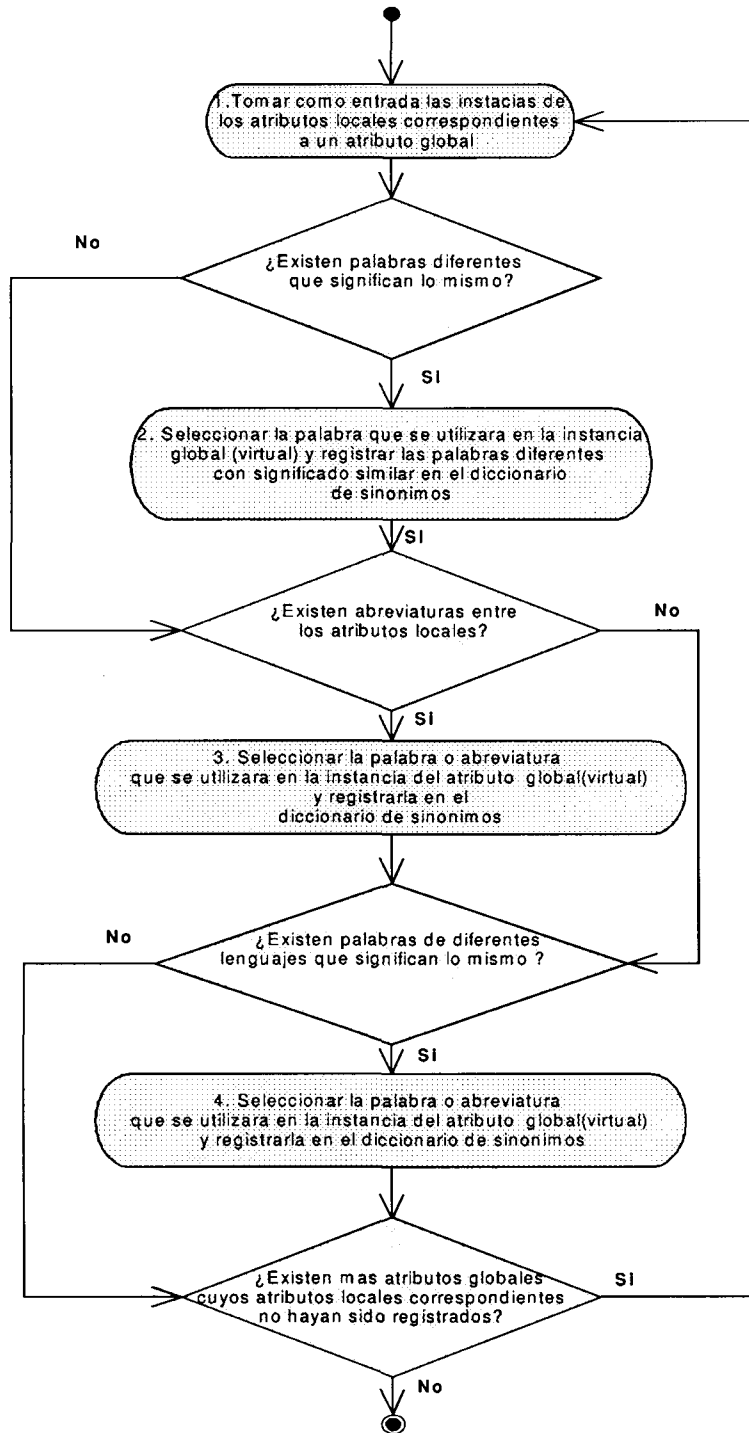 1.Tomar como entrada las instacias de
los atributos locales correspondientes
a un atributo global
No
¿Existen palabras diferentes
que significan lo mismo?
SI
2. Seleccionar la palabra que se utilizara en la instancia
global (virtual) y registrar las palabras diferentes
con significado similar en el diccionario
de sinonimos
SI
¿Existen abreviaturas entre
los atributos locales?
No
Si
3. Seleccionar la palabra o abreviatura
que se utilizara en la instancia del atributo global(virtual)
y registrarla en el
diccionario de sinonimos
No
¿Existen palabras de diferentes
lenguajes que significan lo mismo ?
Si
4. Seleccionar la palabra o abreviatura
que se utilizara en la instancia del atributo global(virtual)
y registrarla en el diccionario de sinonimos
¿Existen mas atributos globales
cuyos atributos locales correspondientes
no hayan sido registrados?
Si
No